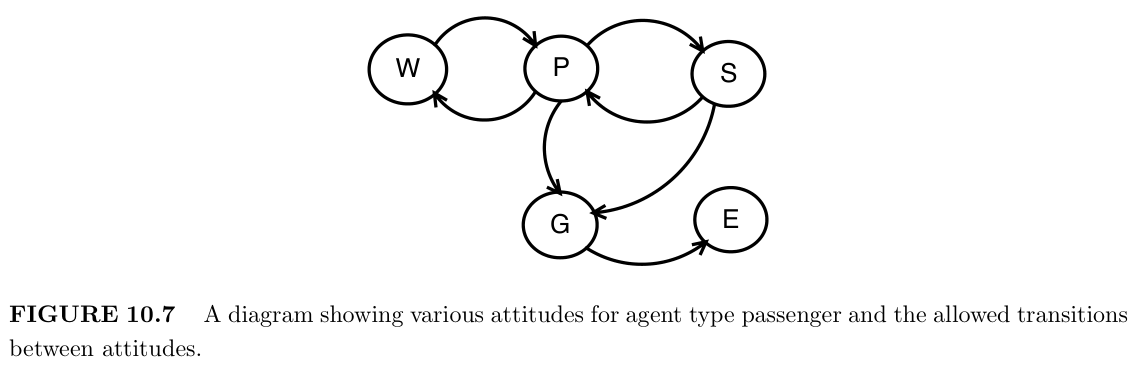 W
P
S
G
E
FIGURE 10.7 A diagram showing various attitudes for agent type passenger and the allowed transitions
between attitudes.